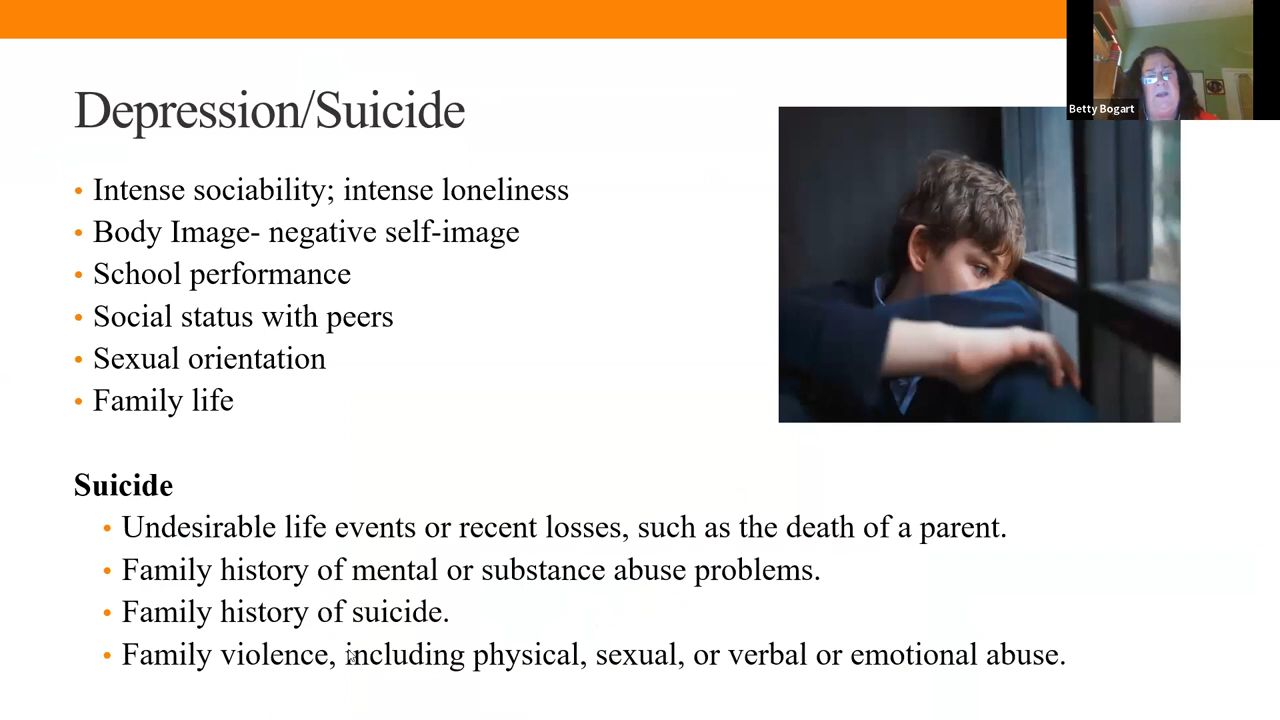 Betty Bogart
Depression/Suicide
• Intense sociability; intense loneliness
• Body Image- negative self-image
• School performance
• Social status with peers
• Sexual orientation
• Family life
Suicide
• Undesirable life events or recent losses, such as the death of a parent.
• Family history of mental or substance abuse problems.
• Family history of suicide.
• Family violence, including physical, sexual, or verbal or emotional abuse.